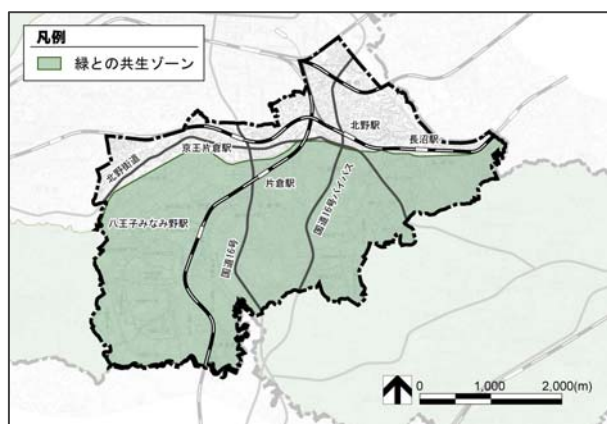 凡例
緑との共生ゾーン
北野駅
長沼駅
京王片倉駅
北野街道
片倉駅
国道16号バイパス
八王子みなみ野駅
国道16号
0 1,000 2,000(m)